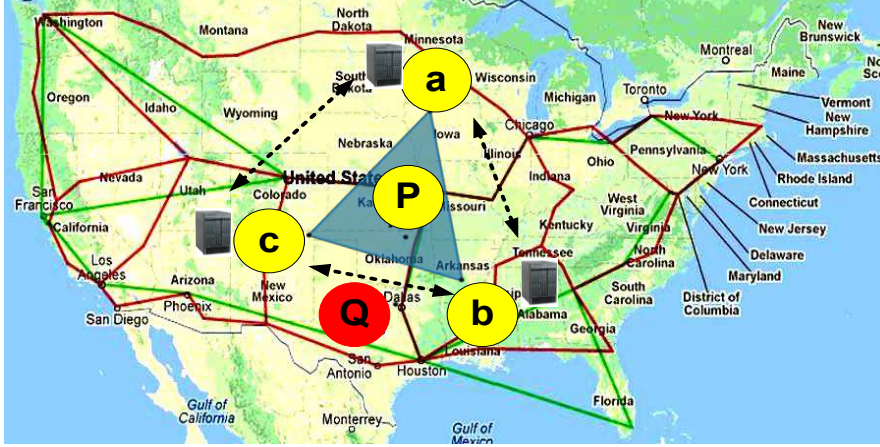 Washington
Montana
North
Dakota
Minnesota
New
Brunswick
Montreal
Maine
South
a
Wisconsin
Oregon
Idaho
Wyoming
Michigan
Toronto
Vermont
New
Hampshire
Nebraska
Iowa
Chicago
New York
Illinois
Ohio
Pennsylvania
Massachusetts
New York
Rhode Island
Nevada
United State
Indiana
Connecticut
San
Francisco
Utah
Colorado
P
Missouri
West
Virginia
New Jersey
California
c
Kentucky
Virginia
Delaware
Los
Angeles
Oklahoma
Arkansas
Tennessee
North
Carolina
Maryland
Arizona
New
Mexico
South
Carolina
District of
Columbia
Phoenix
San Diego
Q
Dallas
b
Alabama
Georgia
Louisiana
San
Antonio
Houston
Florida
Gulf of
California
Monterrey
Gulf of
Mexico